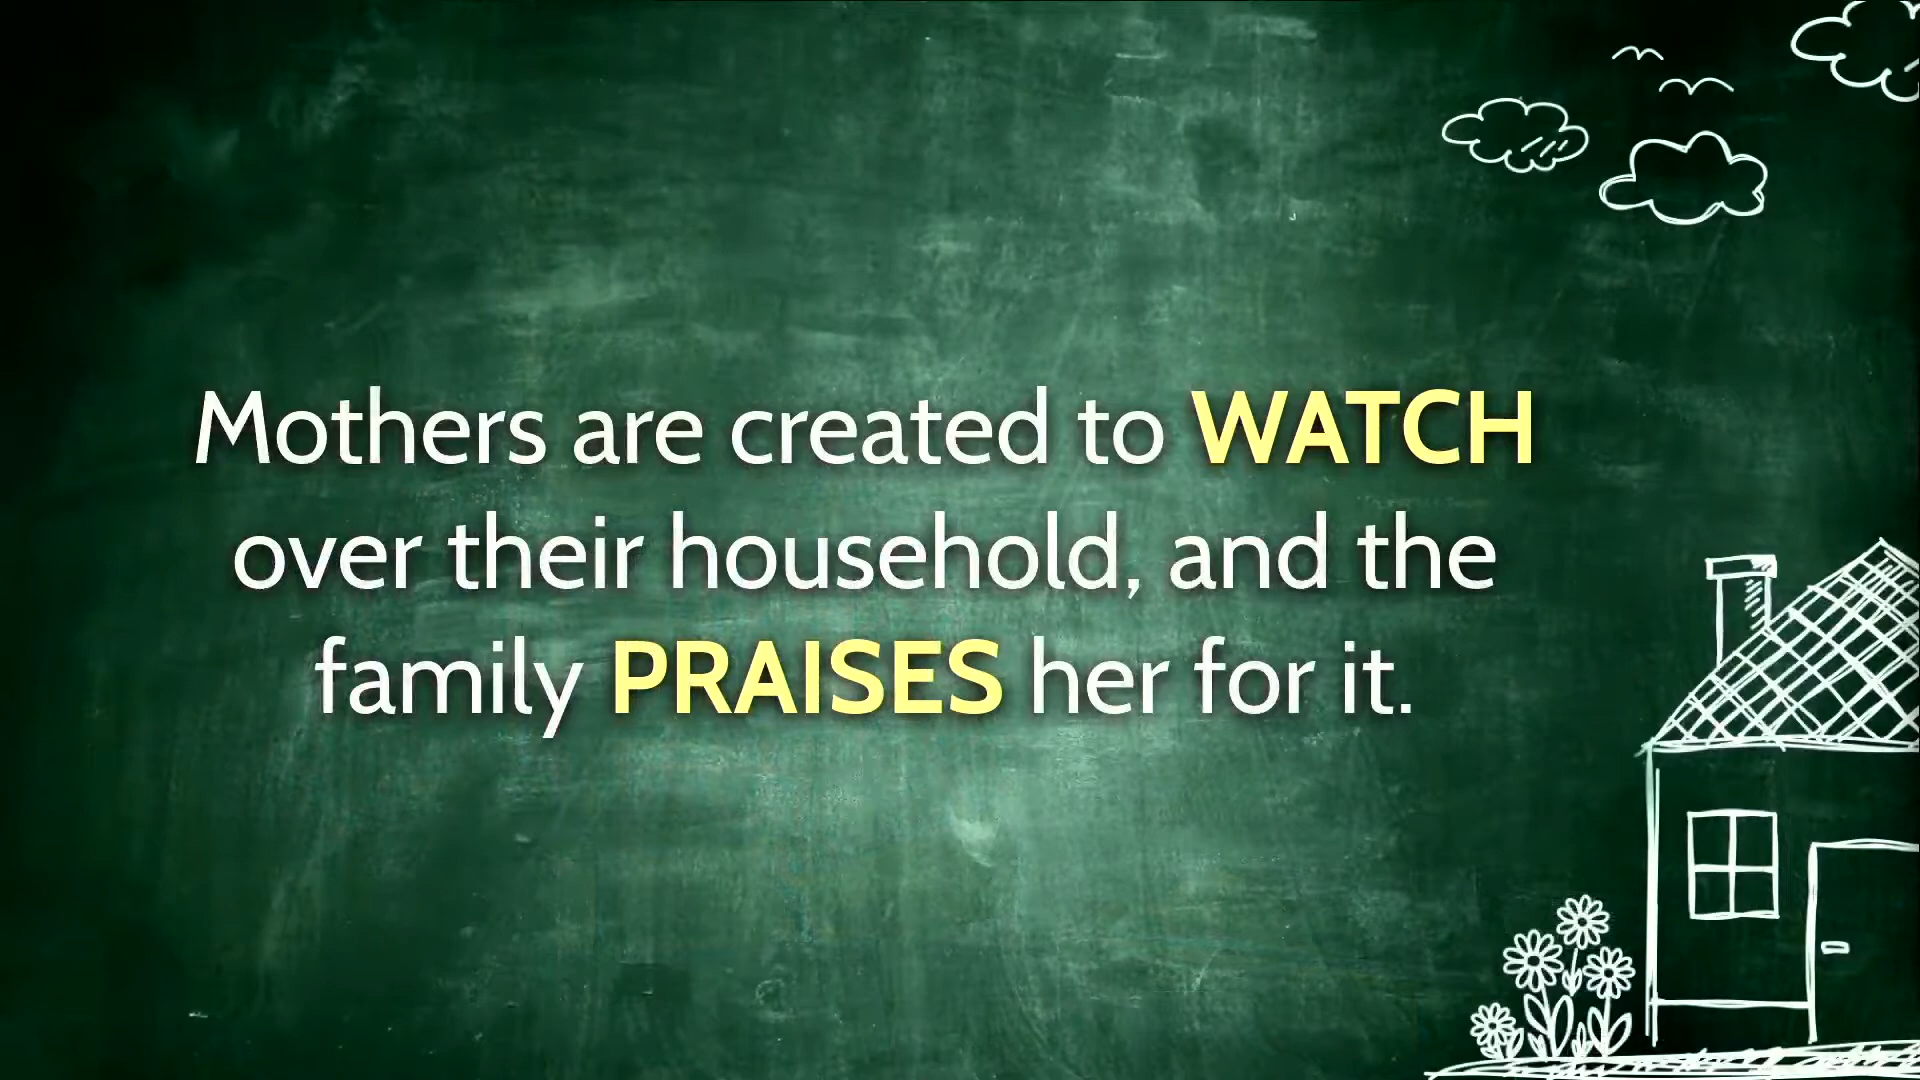 Mothers are created to WATCH
over their household, and the
family PRAISES her for it.